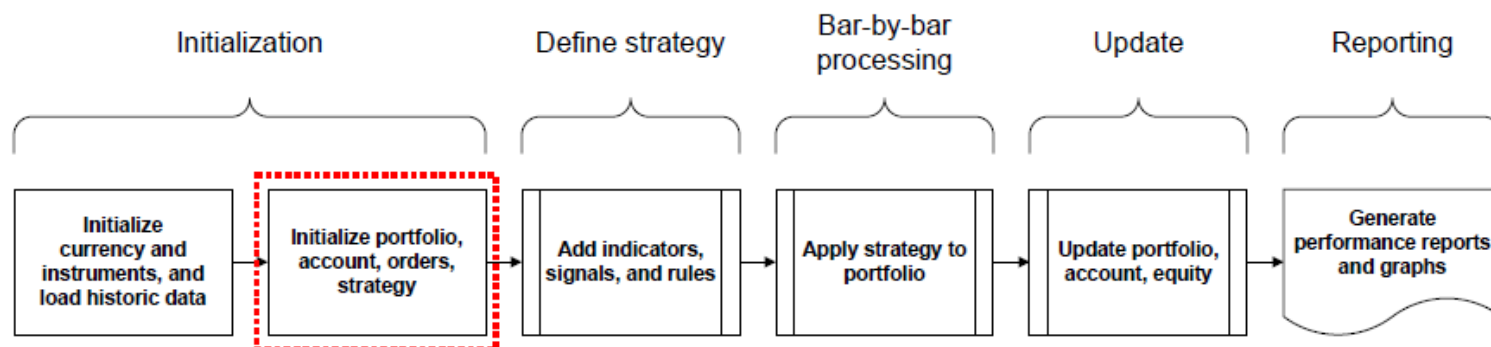 Initialization
Define strategy
Bar-by-bar
processing
Update
Reporting
Initialize
currency and
instruments, and
load historic data
Initialize portfolio,
account, orders,
strategy
Add indicators,
signals, and rules
Apply strategy to
portfolio
Update portfolio,
account, equity
Generate
performance reports
and graphs